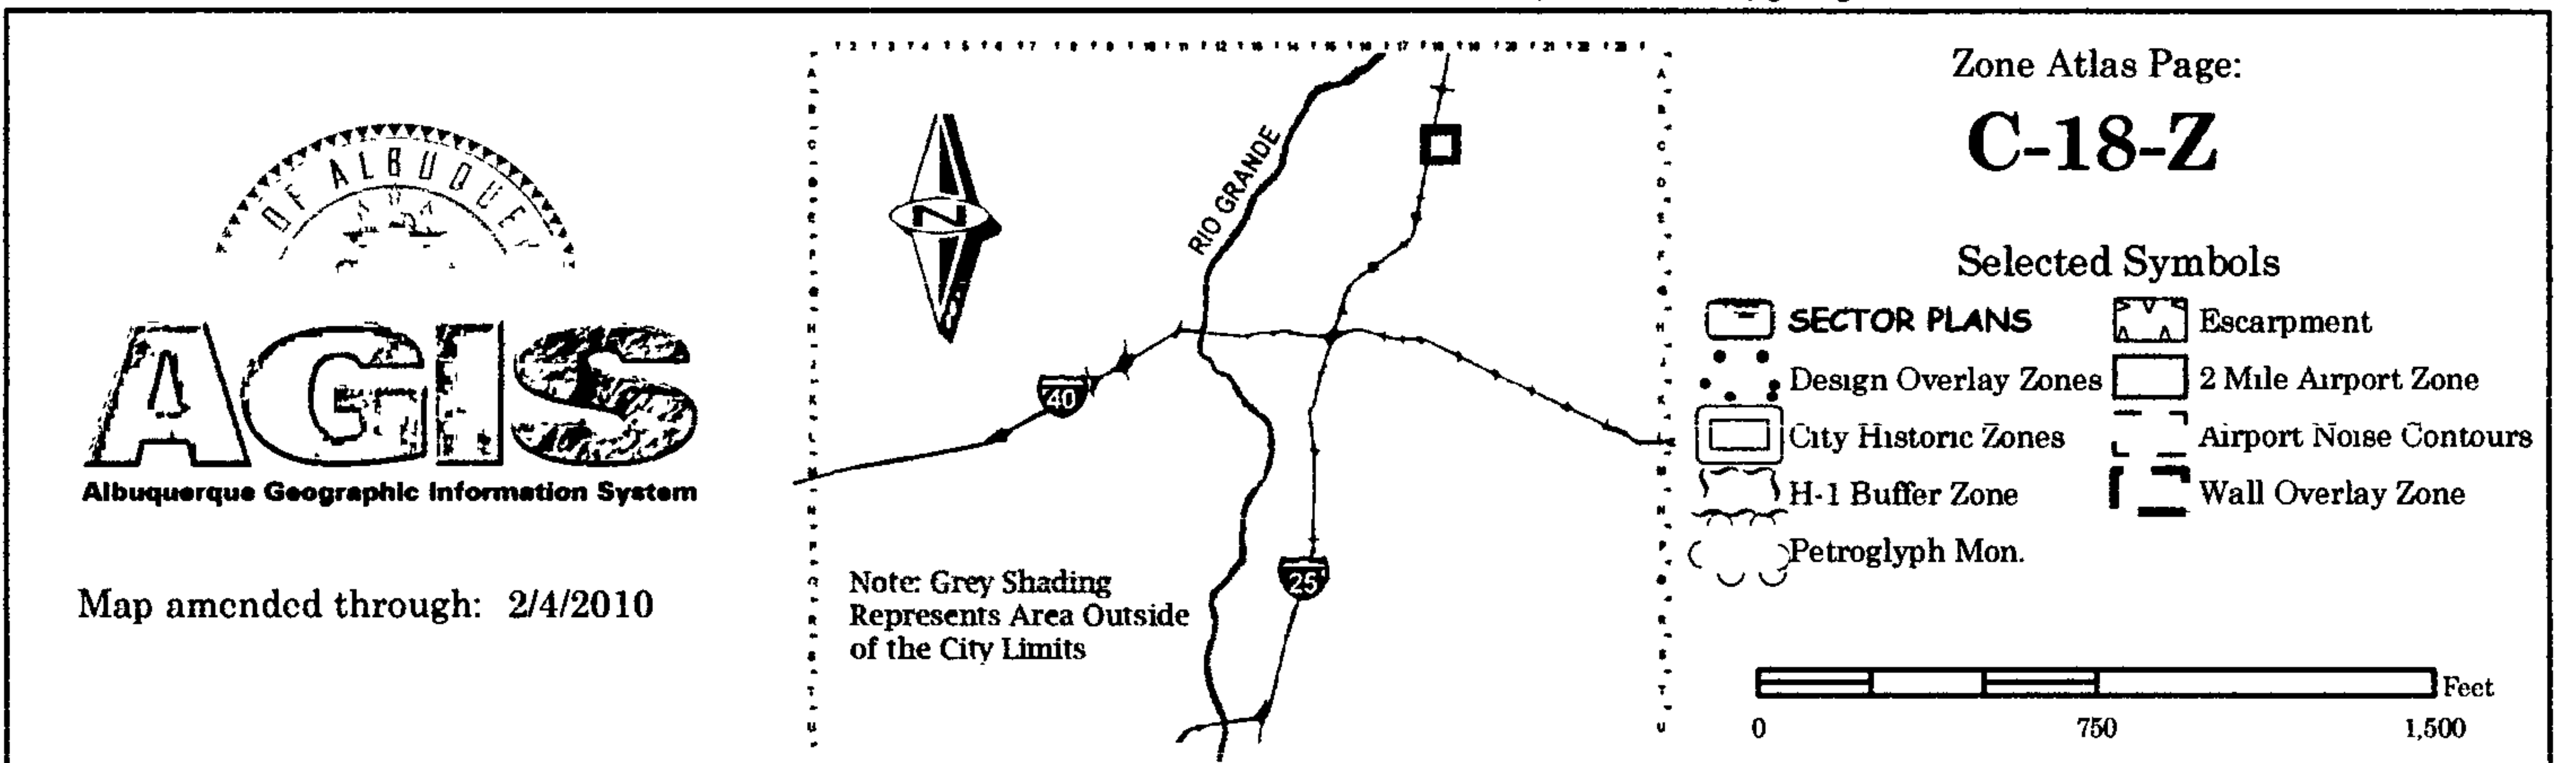 OF ALBUQUE
AGIS
Albuquerque Geographic Information System
Map amended through: 2/4/2010
N
RIO GRANDE
40
25
Note: Grey Shading
Represents Area Outside
of the City Limits
Zone Atlas Page:
C-18-Z
Selected Symbols
SECTOR PLANS
Escarpment
Design Overlay Zones
2 Mile Airport Zone
City Historic Zones
Airport Noise Contours
H-1 Buffer Zone
Wall Overlay Zone
Petroglyph Mon.
Feet
0 750 1,500